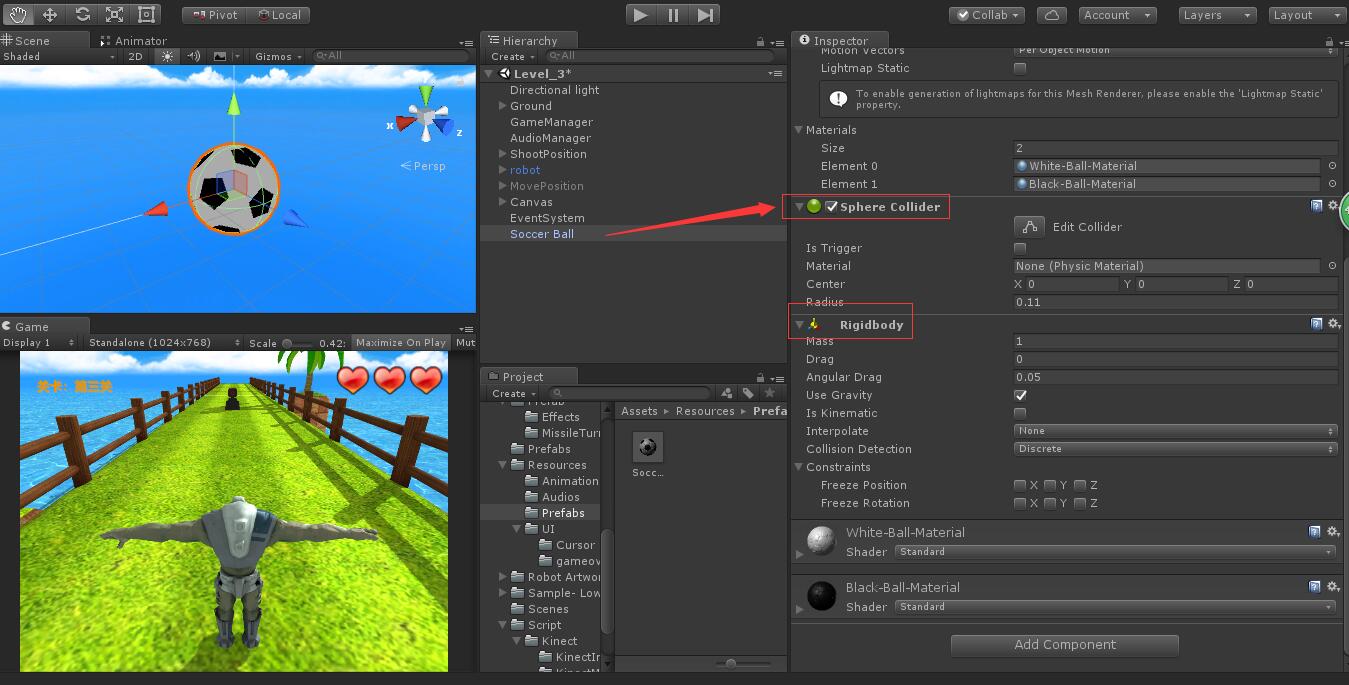 Pivot Local Collab Account Layers Layout
Scene Animator
Shaded 2D Gizmos All
x z
Persp
Game
Display 1 Standalone (1024x768) Scale 0.42: Maximize On Play Mut
关卡：第三关
Hierarchy
Create All
Level_3*
Directional light
Ground
GameManager
AudioManager
ShootPosition
robot
MovePosition
Canvas
EventSystem
Soccer Ball
Project
Create
Prefab
Effects
MissileTur
Prefabs
Resources
Animation
Audios
Prefabs
UI
Cursor
gameov
Robot Artwo
Sample- Low
Scenes
Script
Kinect
KinectIn
KinectM
Assets Resources Prefa
Socc...
Inspector
Motion Vectors Per Object Motion
Lightmap Static
To enable generation of lightmaps for this Mesh Renderer, please enable the 'Lightmap Static'
property.
Materials
Size 2
Element 0 White-Ball-Material
Element 1 Black-Ball-Material
Sphere Collider
Edit Collider
Is Trigger
Material None (Physic Material)
Center X 0 Y 0 Z 0
Radius 0.11
Rigidbody
Mass 1
Drag 0
Angular Drag 0.05
Use Gravity
Is Kinematic
Interpolate None
Collision Detection Discrete
Constraints
Freeze Position X Y Z
Freeze Rotation X Y Z
White-Ball-Material
Shader Standard
Black-Ball-Material
Shader Standard
Add Component